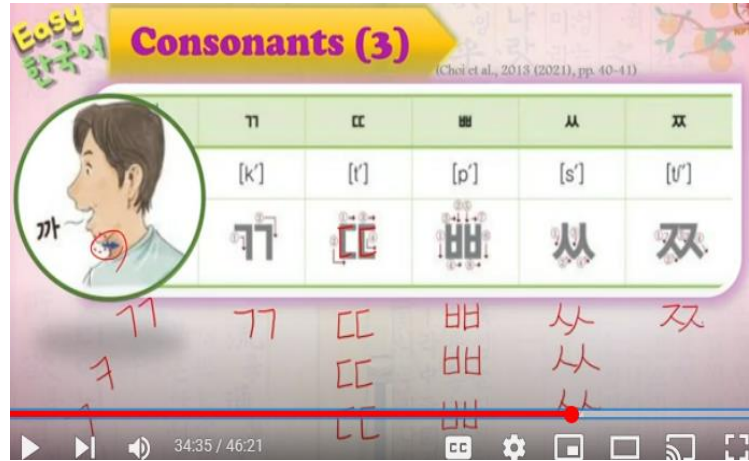 Easy 한국어
Consonants (3)
(Choi et al., 2013 (2021), pp. 40-41)
ㄲ ㄸ ㅃ ㅆ ㅉ
[k'] [t'] [p'] [s'] [tʃ']
까
ㄲ ㄸ ㅃ ㅆ ㅉ
ㄲ ㄲ ㄸ ㅃ ㅆ ㅉ
ㅋ ㄸ ㅃ ㅆ
ㄸ ㅃ ㅆ
34:35 / 46:21
CC